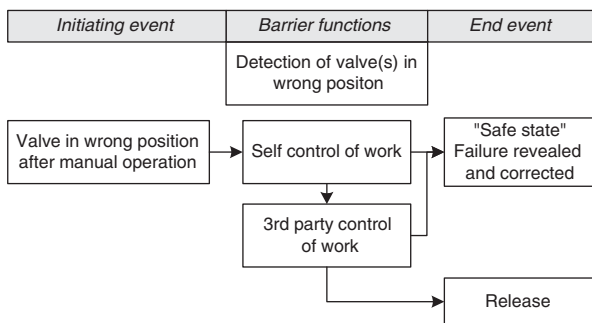 Initiating event
Barrier functions
End event
Detection of valve(s) in
wrong positon
Valve in wrong position
after manual operation
Self control of work
"Safe state"
Failure revealed
and corrected
3rd party control
of work
Release